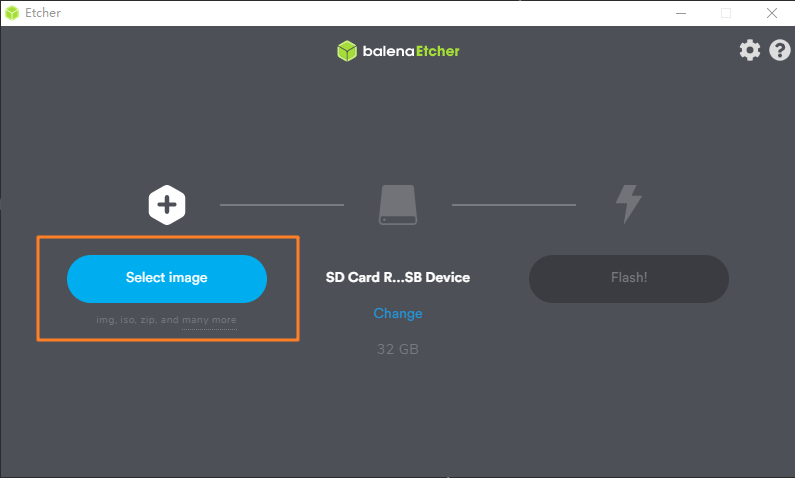 Etcher
balenaEtcher
Select image
img, iso, zip, and many more
SD Card R...SB Device
Change
32 GB
Flash!